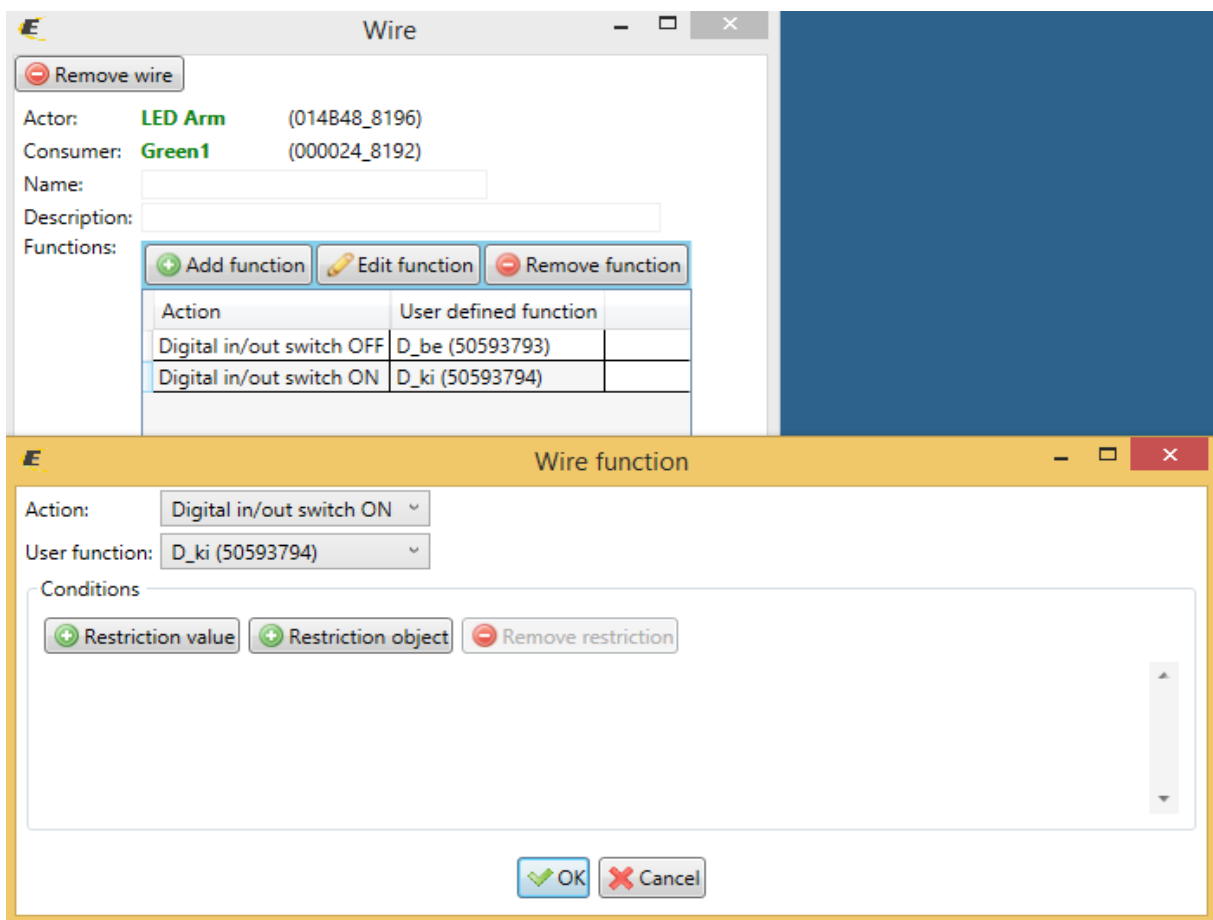 E Wire
Remove wire
Actor: LED Arm (014B48_8196)
Consumer: Green1 (000024_8192)
Name:
Description:
Functions:
Add function Edit function Remove function
Action User defined function
Digital in/out switch OFF D_be (50593793)
Digital in/out switch ON D_ki (50593794)
E Wire function
Action: Digital in/out switch ON
User function: D_ki (50593794)
Conditions
Restriction value Restriction object Remove restriction
OK Cancel